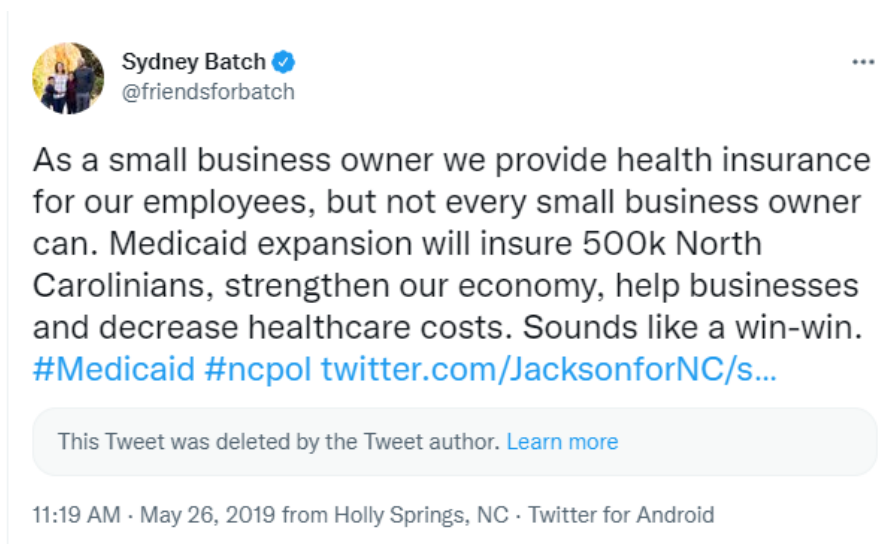 Sydney Batch
@friendsforbatch
As a small business owner we provide health insurance
for our employees, but not every small business owner
can. Medicaid expansion will insure 500k North
Carolinians, strengthen our economy, help businesses
and decrease healthcare costs. Sounds like a win-win.
#Medicaid #ncpol twitter.com/JacksonforNC/s...
This Tweet was deleted by the Tweet author. Learn more
11:19 AM · May 26, 2019 from Holly Springs, NC · Twitter for Android